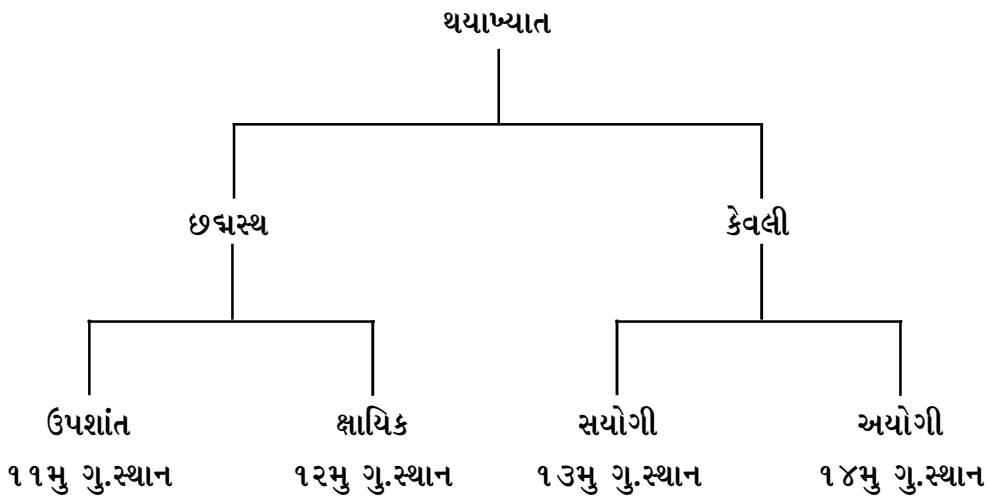 થયાખ્યાત
છદ્મસ્થ કેવલી
ઉપશાંત ક્ષાયિક સયોગી અયોગી
૧૧મુ ગુ.સ્થાન ૧૨મુ ગુ.સ્થાન ૧૩મુ ગુ.સ્થાન ૧૪મુ ગુ.સ્થાન